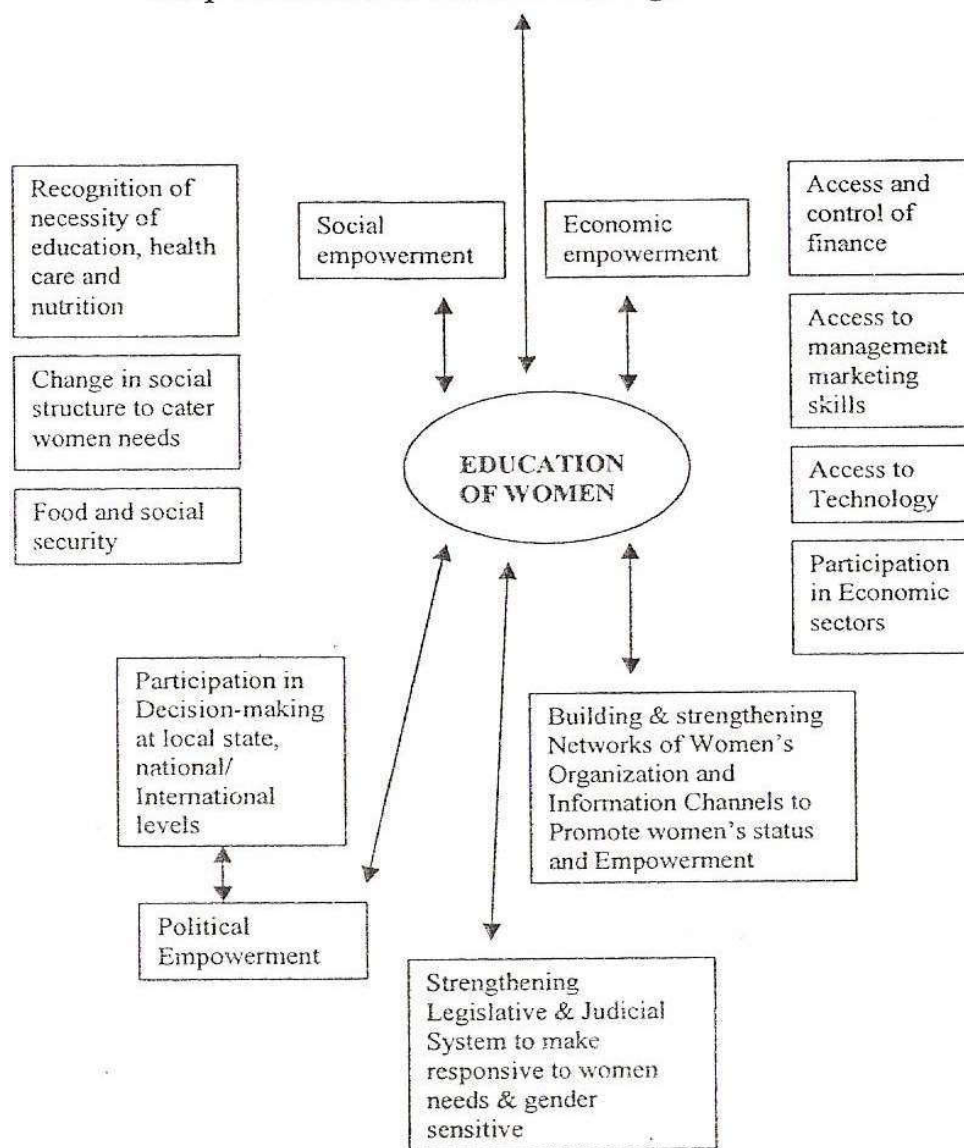 Recognition of
necessity of
education, health
care and
nutrition
Change in social
structure to cater
women needs
Food and social
security
Social
empowerment
Economic
empowerment
Access and
control of
finance
Access to
management
marketing
skills
Access to
Technology
Participation
in Economic
sectors
EDUCATION
OF WOMEN
Participation in
Decision-making
at local state,
national/
International
levels
Political
Empowerment
Building & strengthening
Networks of Women's
Organization and
Information Channels to
Promote women's status
and Empowerment
Strengthening
Legislative & Judicial
System to make
responsive to women
needs & gender
sensitive